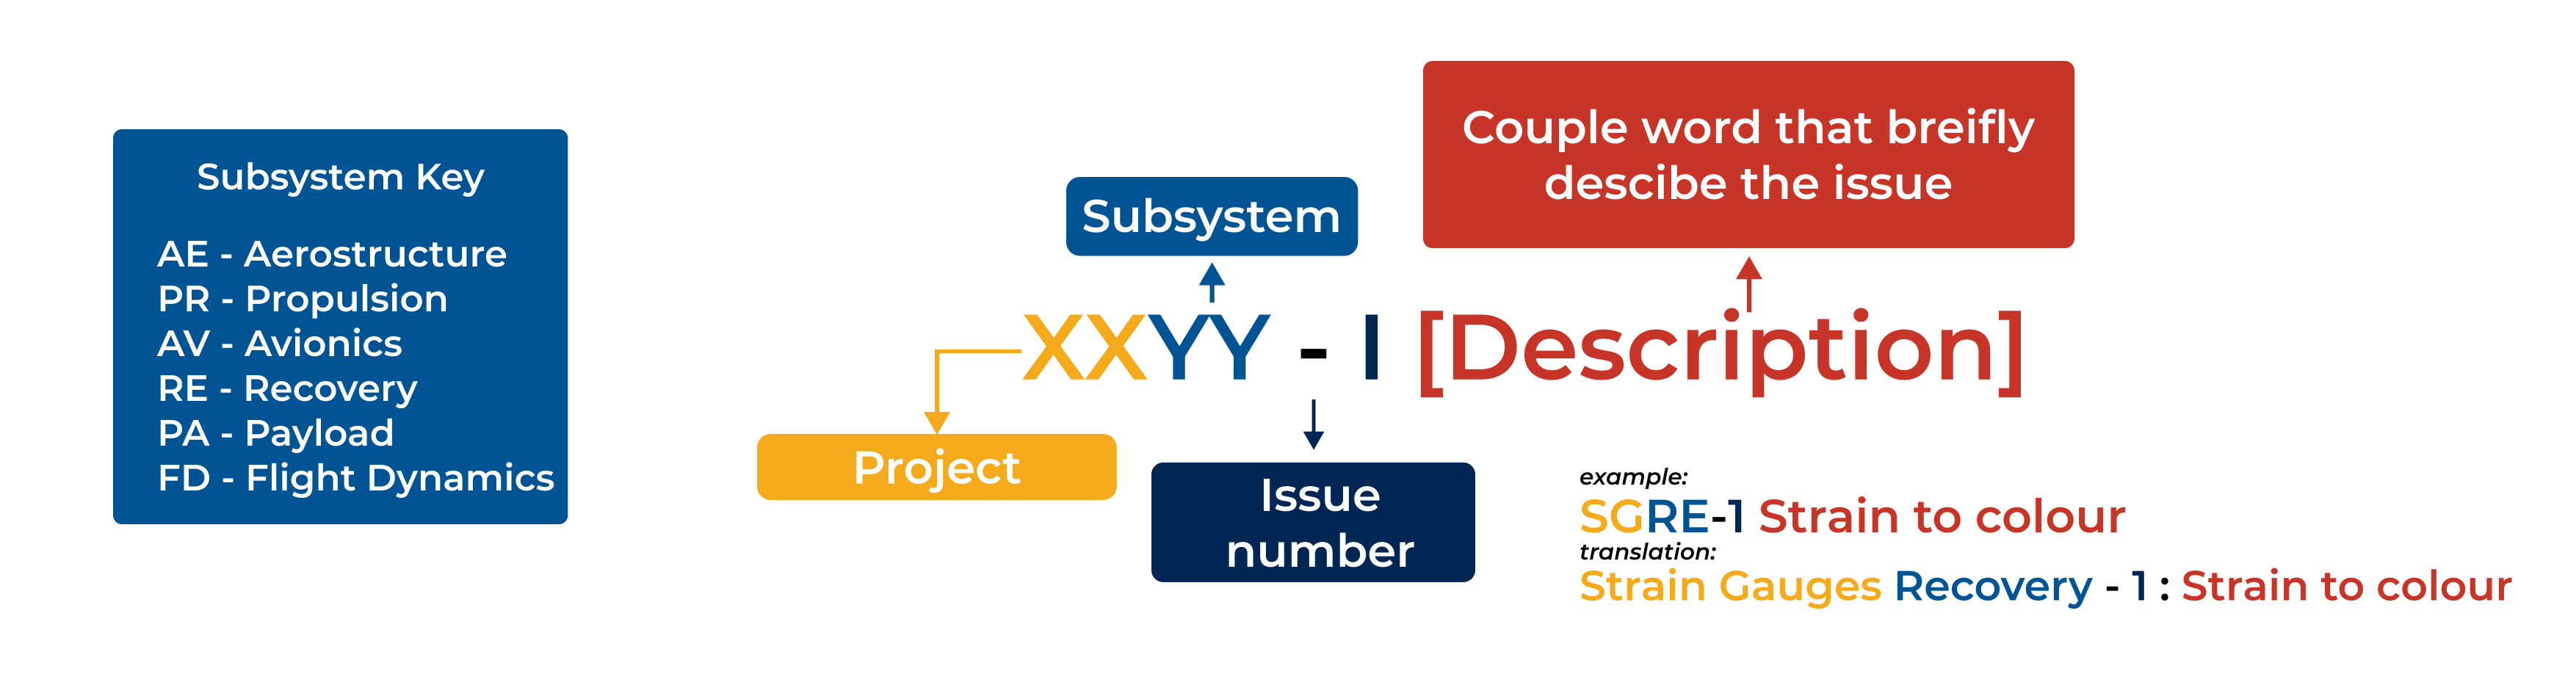 Subsystem Key
AE - Aerostructure
PR - Propulsion
AV - Avionics
RE - Recovery
PA - Payload
FD - Flight Dynamics
Couple word that breifly
descibe the issue
Subsystem
XXYY - I [Description]
Project
Issue
number
example:
SGRE-1 Strain to colour
translation:
Strain Gauges Recovery - 1 : Strain to colour